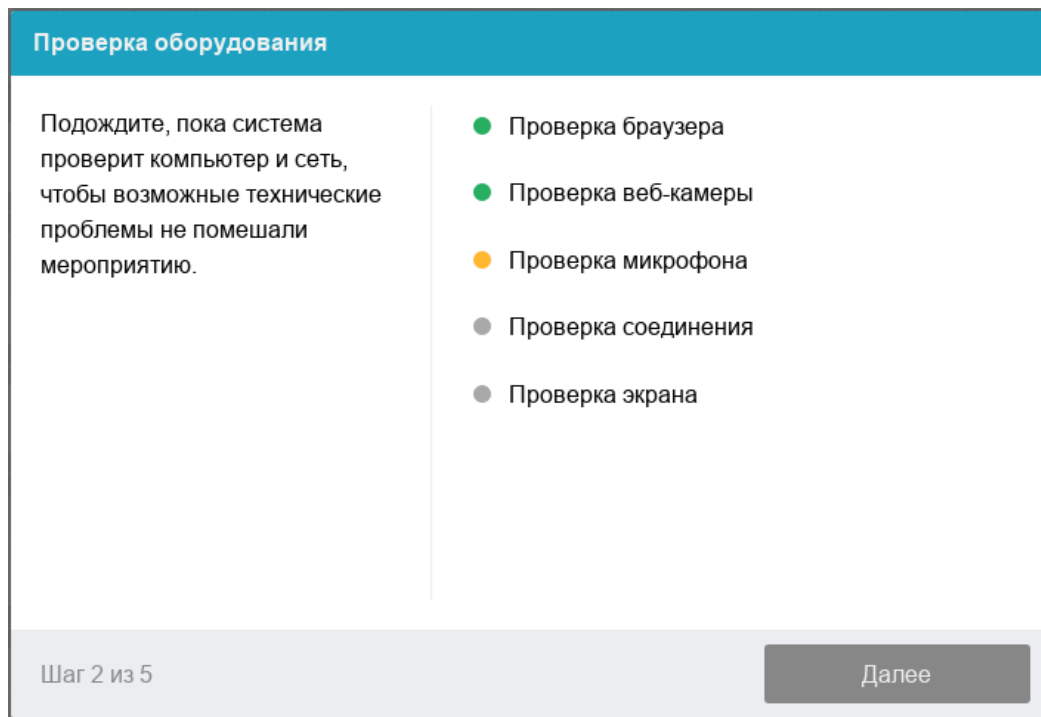 Проверка оборудования
Подождите, пока система
проверит компьютер и сеть,
чтобы возможные технические
проблемы не помешали
мероприятию.
Проверка браузера
Проверка веб-камеры
Проверка микрофона
Проверка соединения
Проверка экрана
Шаг 2 из 5
Далее